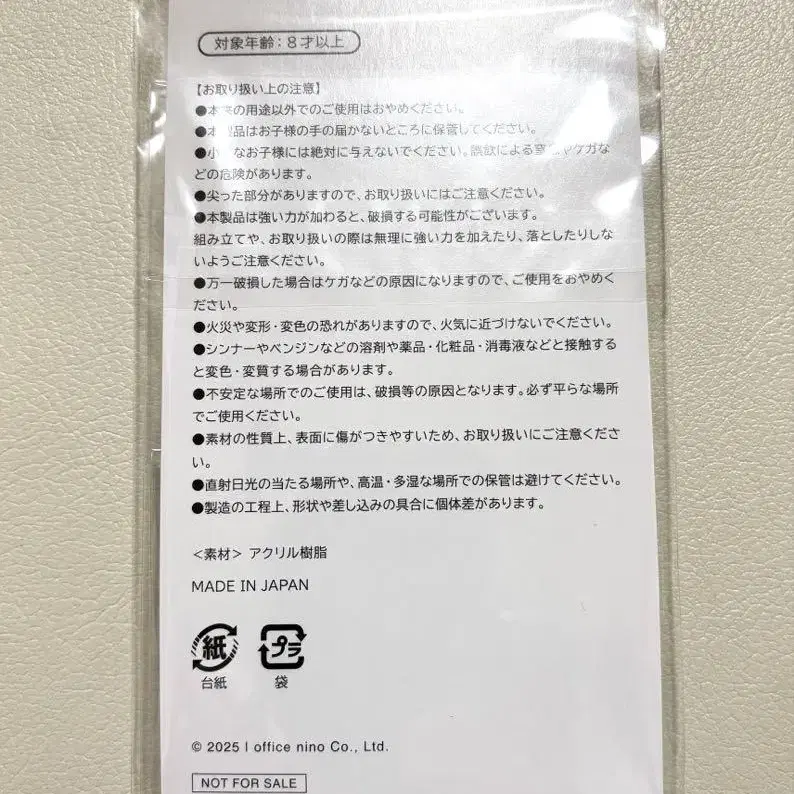 対象年齢：8才以上
【お取り扱い上の注意】
●本来の用途以外でのご使用はおやめください。
●本製品はお子様の手の届かないところに保管してください。
●小さなお子様には絶対に与えないでください。誤飲による窒息やケガな
どの危険があります。
●尖った部分がありますので、お取り扱いにはご注意ください。
●本製品は強い力が加わると、破損する可能性がございます。
組み立てや、お取り扱いの際は無理に強い力を加えたり、落としたりしな
いようご注意ください。
●万一破損した場合はケガなどの原因になりますので、ご使用をおやめく
ださい。
●火災や変形・変色の恐れがありますので、火気に近づけないでください。
●シンナーやベンジンなどの溶剤や薬品・化粧品・消毒液などと接触する
と変色・変質する場合があります。
●不安定な場所でのご使用は、破損等の原因となります。必ず平らな場所
でご使用ください。
●素材の性質上、表面に傷がつきやすいため、お取り扱いにご注意くださ
い。
●直射日光の当たる場所や、高温・多湿な場所での保管は避けてください。
●製造の工程上、形状や差し込みの具合に個体差があります。
＜素材＞ アクリル樹脂
MADE IN JAPAN
紙 プラ
台紙 袋
© 2025 I office nino Co., Ltd.
NOT FOR SALE